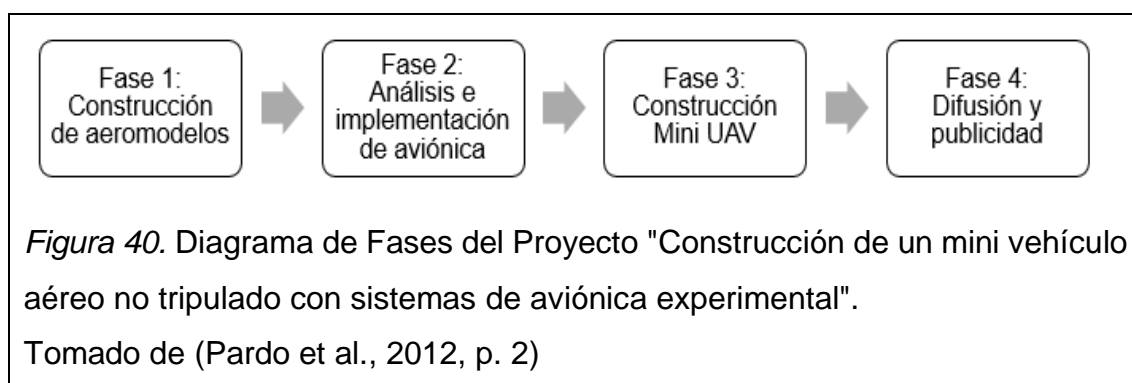 Fase 1:
Construcción
de aeromodelos
Fase 2:
Análisis e
implementación
de aviónica
Fase 3:
Construcción
Mini UAV
Fase 4:
Difusión y
publicidad
Figura 40. Diagrama de Fases del Proyecto "Construcción de un mini vehículo
aéreo no tripulado con sistemas de aviónica experimental".
Tomado de (Pardo et al., 2012, p. 2)